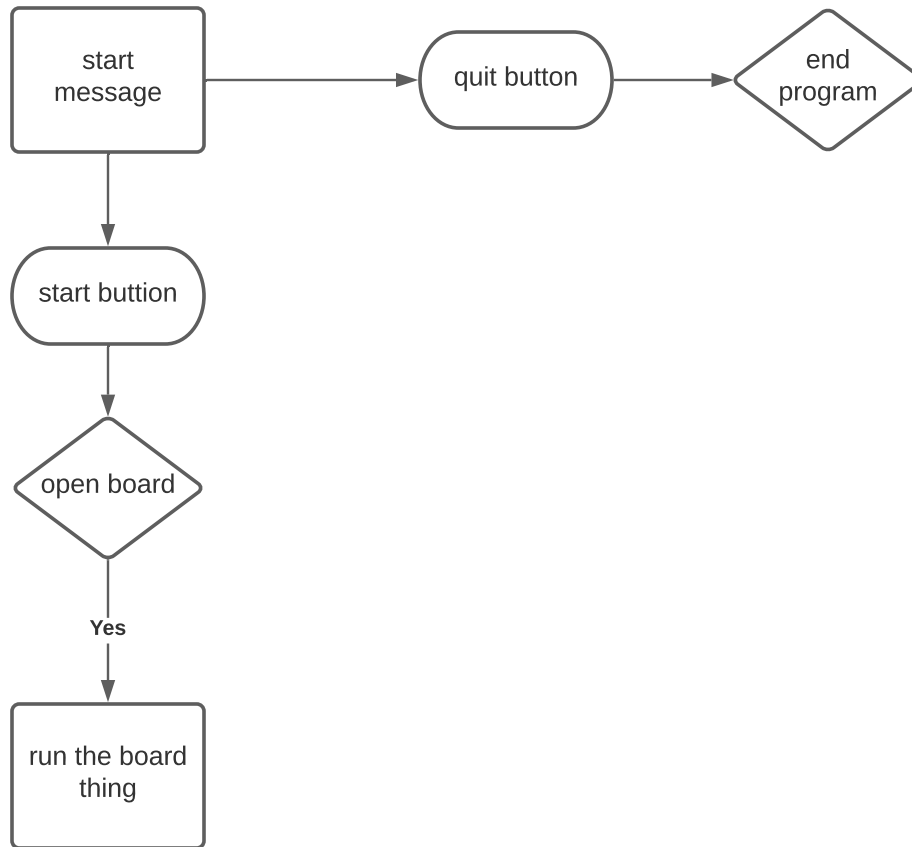 start
message
quit button
end
program
start buttion
open board
Yes
run the board
thing